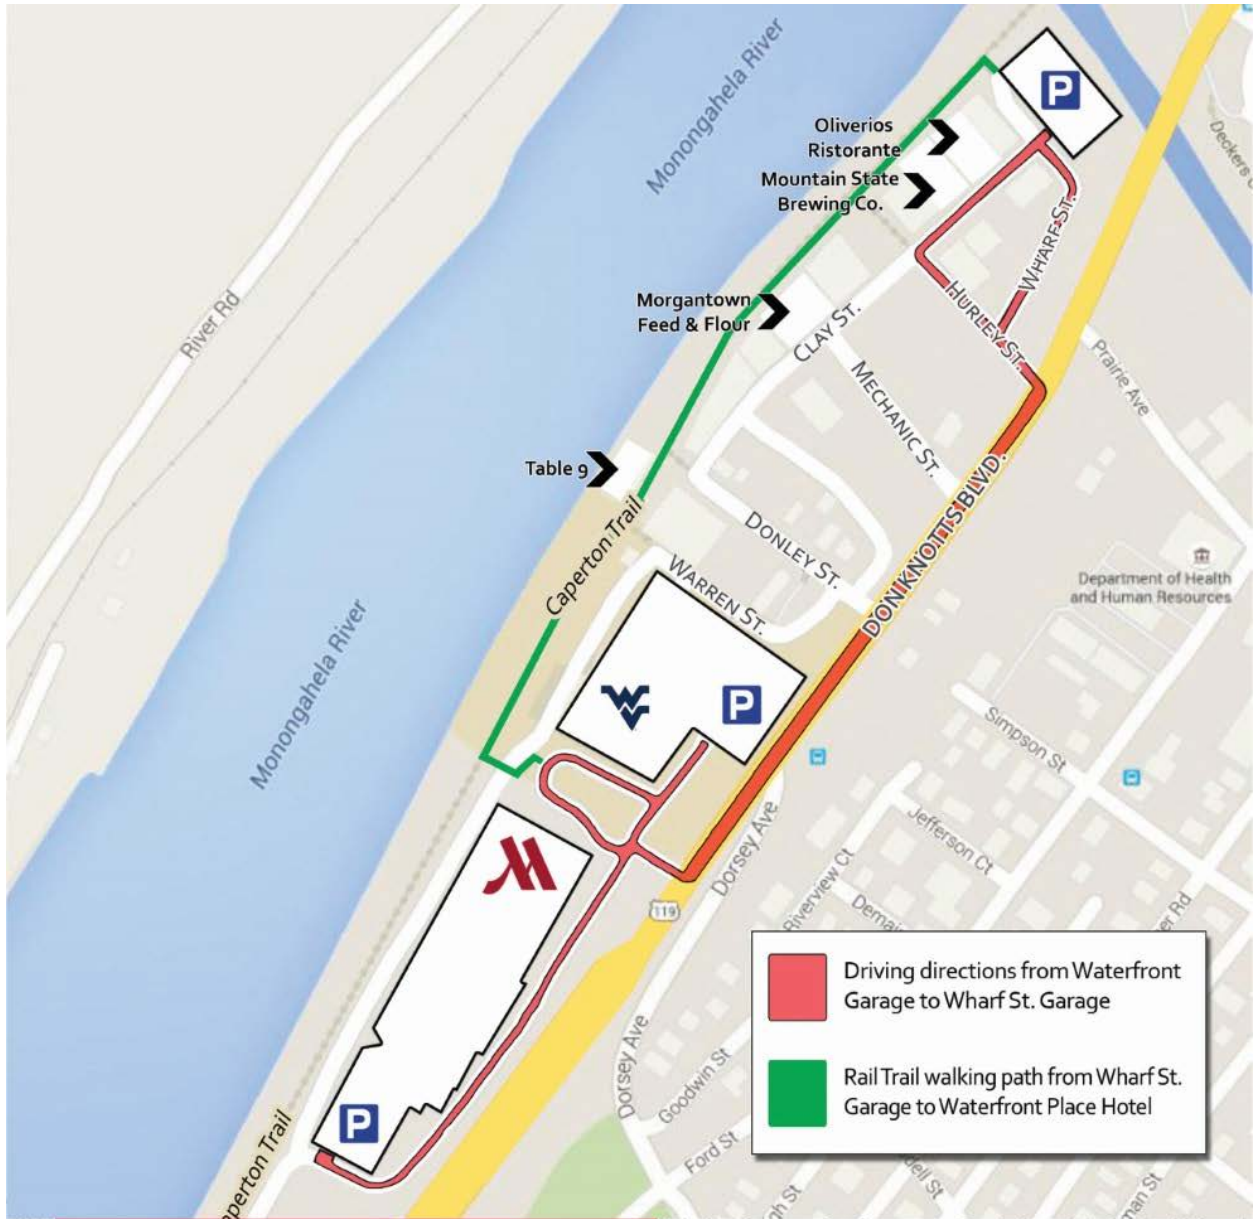 Monongahela River
P
Oliverios
Ristorante
Mountain State
Brewing Co.
WHARF ST.
River Rd
Morgantown
Feed & Flour
CLAY ST.
HURLEY ST.
Prairie Ave
MECHANIC ST.
Table 9
Caperton Trail
DONLEY ST.
DON KNOTTS BLVD.
WARREN ST.
Department of Health
and Human Resources
Monongahela River
WV
P
Simpson St
Jefferson Ct
Dorsey Ave
Riverview Ct
119
Driving directions from Waterfront
Garage to Wharf St. Garage
Rail Trail walking path from Wharf St.
Garage to Waterfront Place Hotel
Dorsey Ave
Goodwin St
Ford St
P
aperton Trail